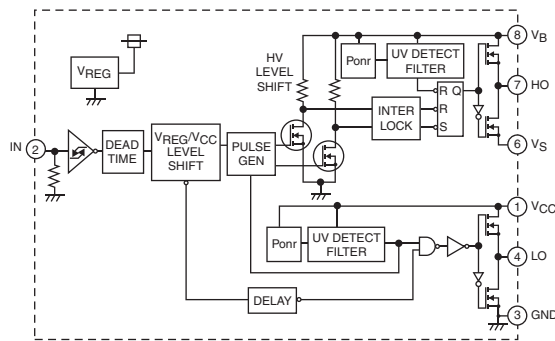 8 VB
HV
LEVEL
SHIFT
Ponr
UV DETECT
FILTER
VREG
7 HO
R Q
R
S
INTER
LOCK
IN 2
DEAD
TIME
VREG/VCC
LEVEL
SHIFT
PULSE
GEN
6 VS
1 VCC
Ponr
UV DETECT
FILTER
4 LO
DELAY
3 GND